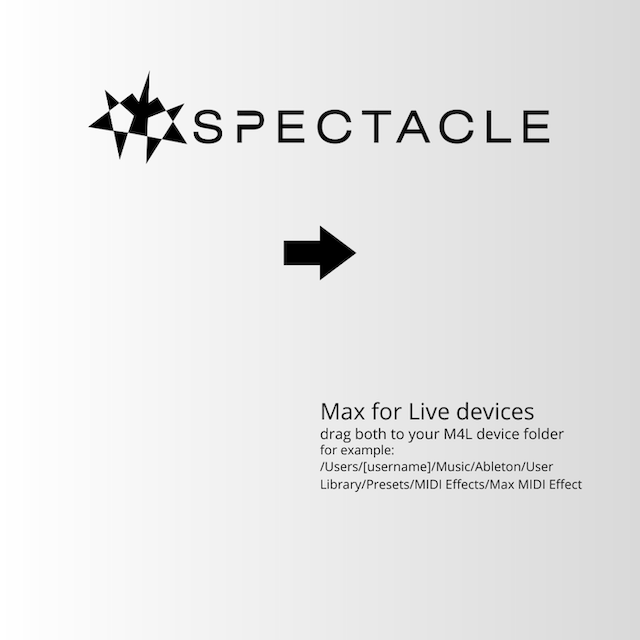 SPECTACLE
Max for Live devices
drag both to your M4L device folder
for example:
/Users/[username]/Music/Ableton/User
Library/Presets/MIDI Effects/Max MIDI Effect